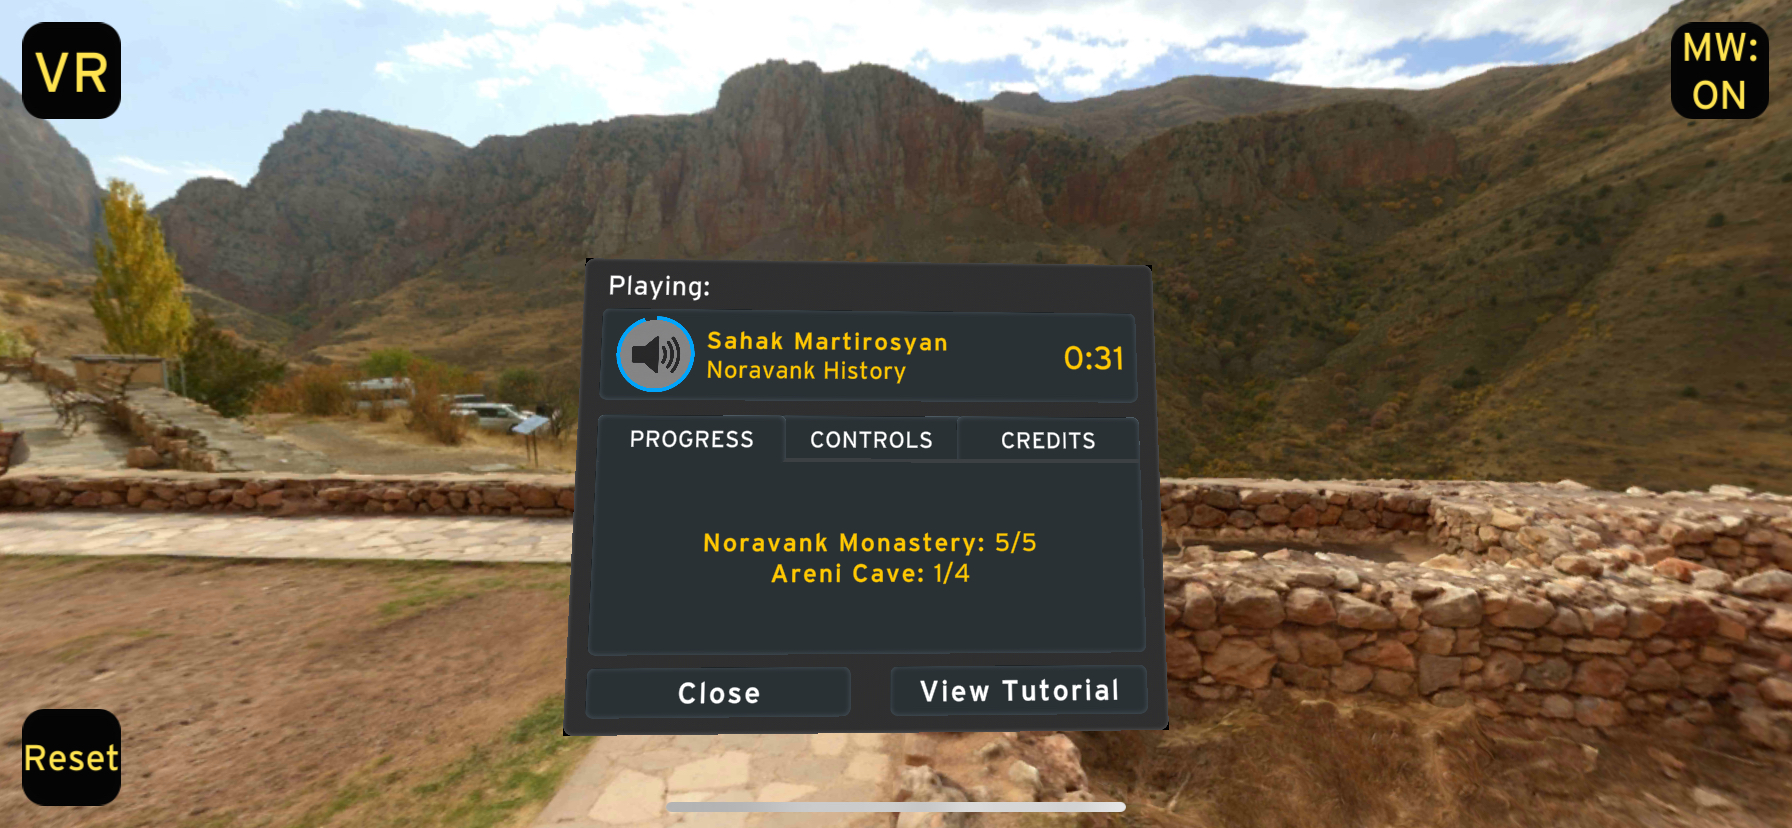 VR
MW:
ON
Playing:
Sahak Martirosyan
Noravank History
0:31
PROGRESS
CONTROLS
CREDITS
Noravank Monastery: 5/5
Areni Cave: 1/4
Close
View Tutorial
Reset